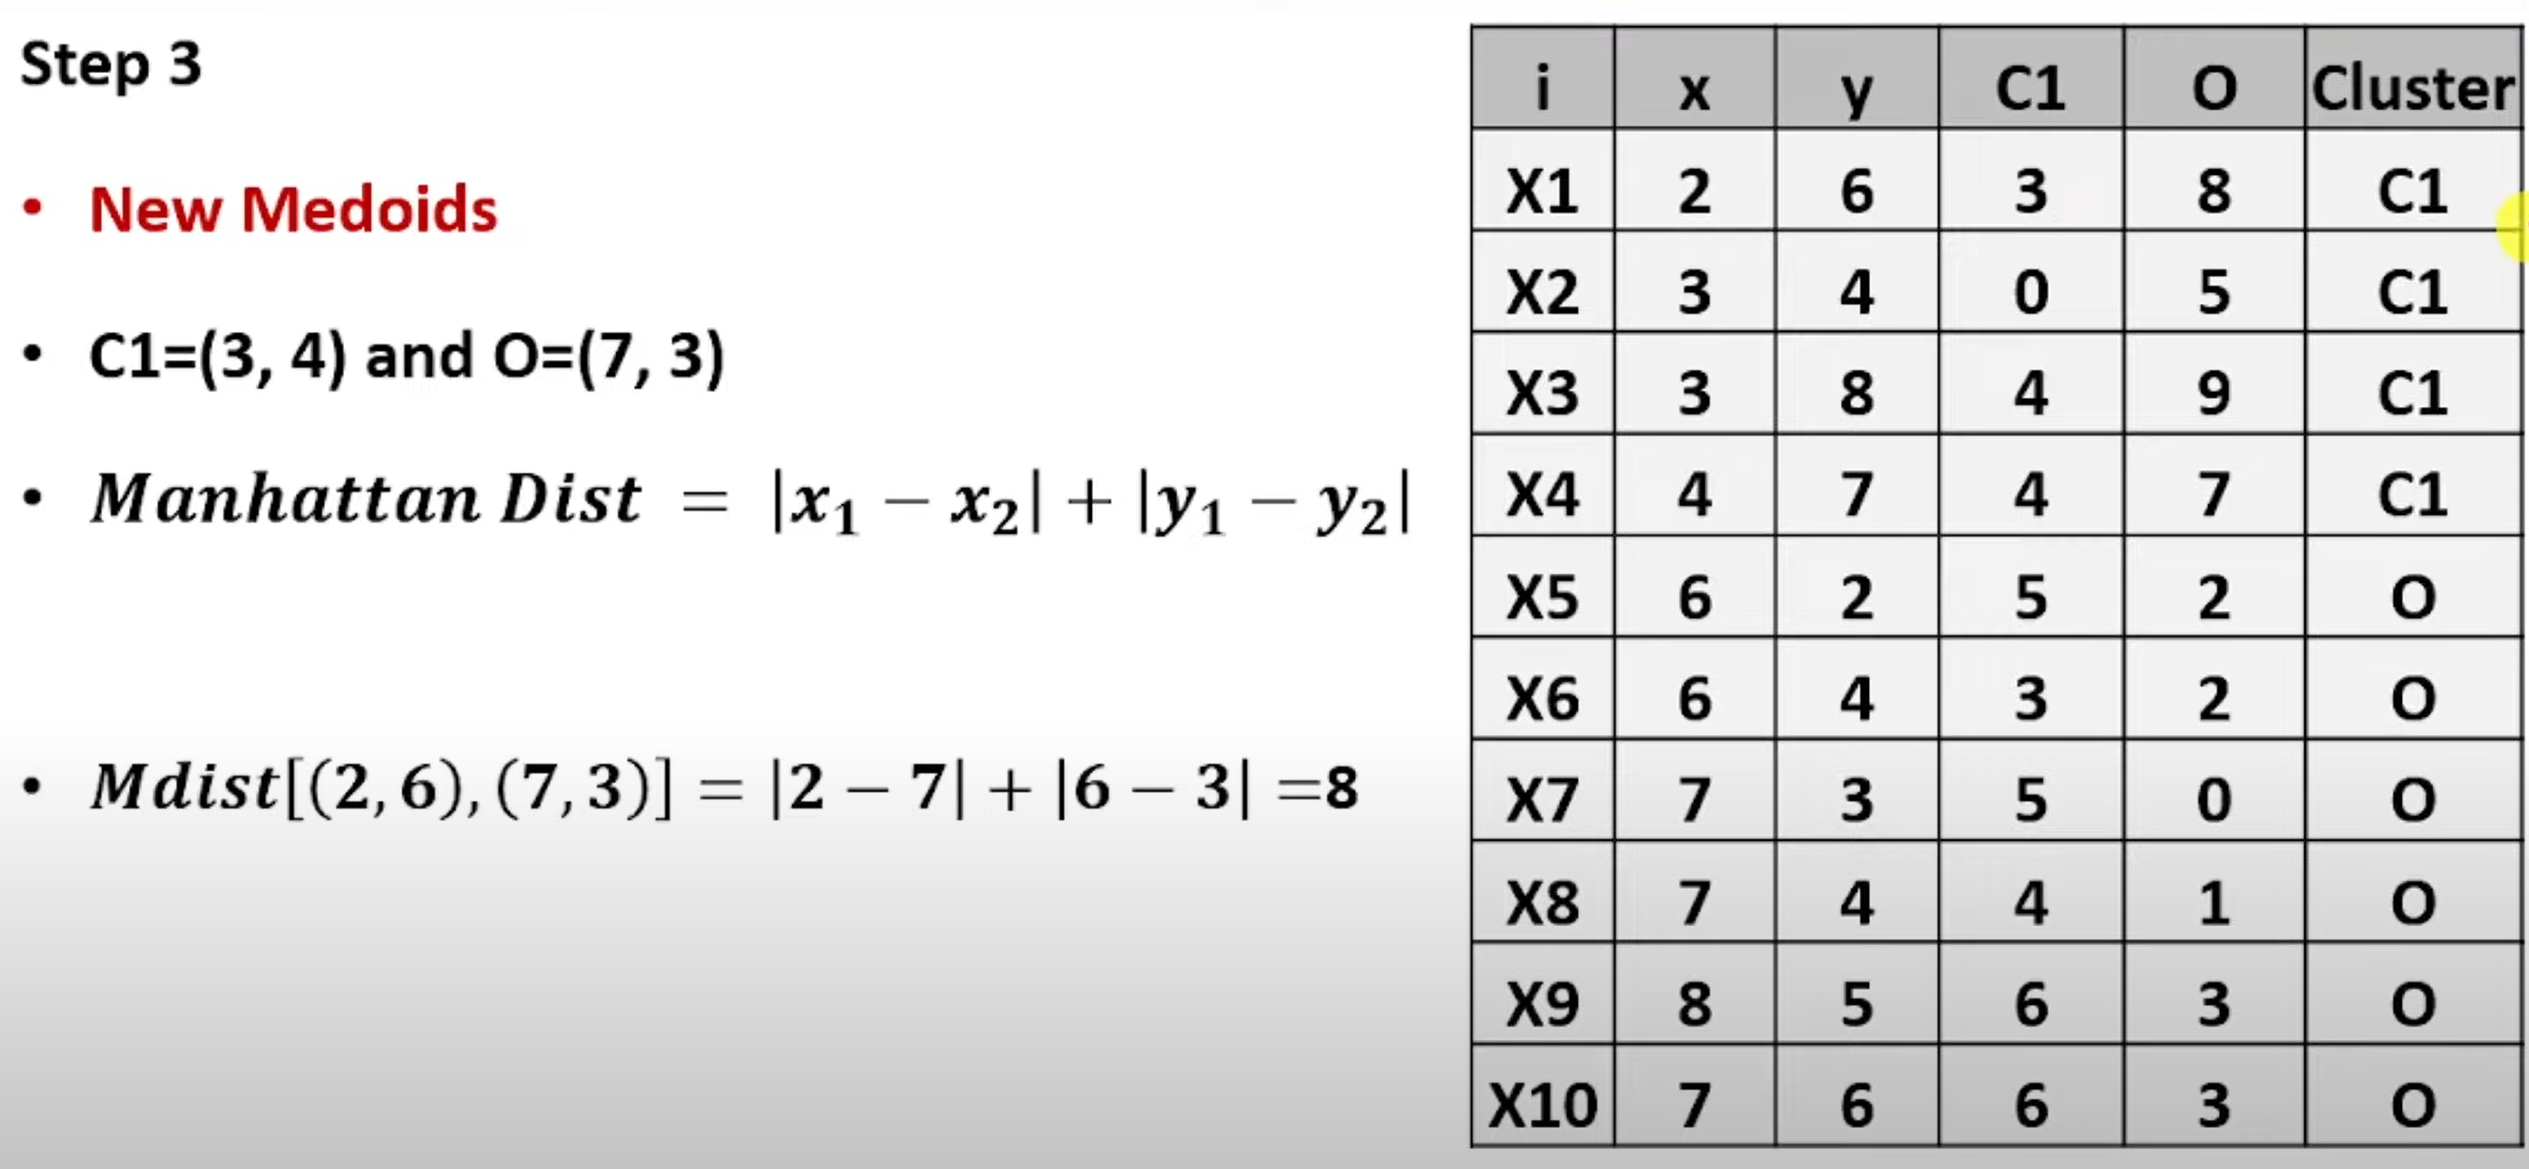 Step 3
• New Medoids
• C1=(3, 4) and O=(7, 3)
• Manhattan Dist = |x₁ − x₂| + |y₁ − y₂|
• Mdist[(2, 6), (7, 3)] = |2 − 7| + |6 − 3| =8
i x y C1 O Cluster
X1 2 6 3 8 C1
X2 3 4 0 5 C1
X3 3 8 4 9 C1
X4 4 7 4 7 C1
X5 6 2 5 2 O
X6 6 4 3 2 O
X7 7 3 5 0 O
X8 7 4 4 1 O
X9 8 5 6 3 O
X10 7 6 6 3 O